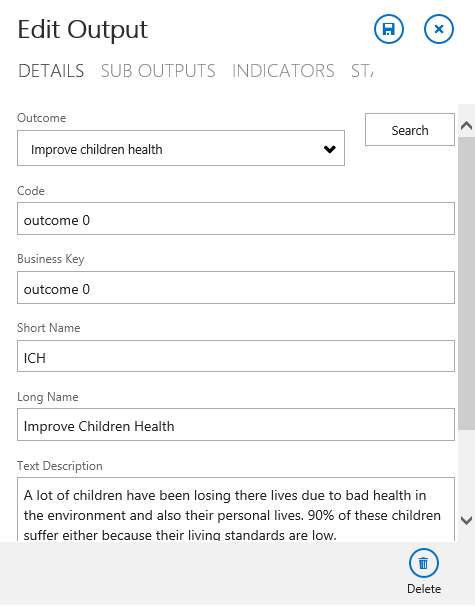 Edit Output
DETAILS SUB OUTPUTS INDICATORS
Outcome
Improve children health
Search
Code
outcome 0
Business Key
outcome 0
Short Name
ICH
Long Name
Improve Children Health
Text Description
A lot of children have been losing there lives due to bad health in
the environment and also their personal lives. 90% of these children
suffer either because their living standards are low.
Delete